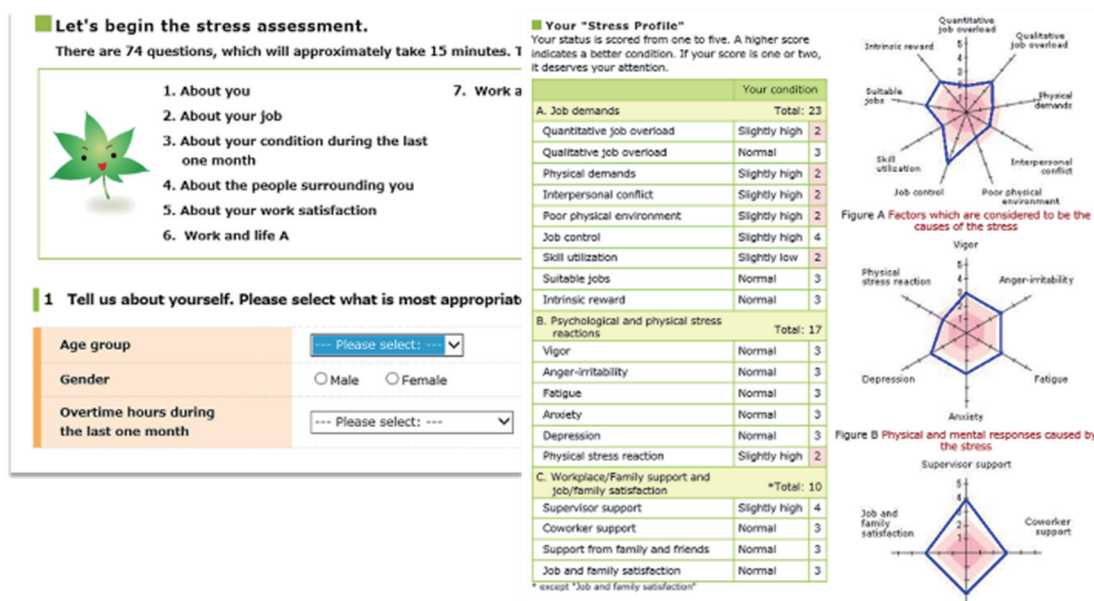 Let's begin the stress assessment.
There are 74 questions, which will approximately take 15 minutes. T
1. About you
2. About your job
3. About your condition during the last
one month
4. About the people surrounding you
5. About your work satisfaction
6. Work and life A
7. Work a
1 Tell us about yourself. Please select what is most appropriat
Age group
--- Please select: ---
Gender
Male Female
Overtime hours during
the last one month
--- Please select: ---
Your "Stress Profile"
Your status is scored from one to five. A higher score
indicates a better condition. If your score is one or two,
it deserves your attention.
Your condition
A. Job demands Total: 23
Quantitative job overload Slightly high 2
Qualitative job overload Normal 3
Physical demands Slightly high 2
Interpersonal conflict Slightly high 2
Poor physical environment Slightly high 2
Job control Slightly high 4
Skill utilization Slightly low 2
Suitable jobs Normal 3
Intrinsic reward Normal 3
B. Psychological and physical stress
reactions Total: 17
Vigor Normal 3
Anger-irritability Normal 3
Fatigue Normal 3
Anxiety Normal 3
Depression Normal 3
Physical stress reaction Slightly high 2
C. Workplace/Family support and
job/family satisfaction *Total: 10
Supervisor support Slightly high 4
Coworker support Normal 3
Support from family and friends Normal 3
Job and family satisfaction Normal 3
* except "Job and family satisfaction"
Quantitative
job overload
Qualitative
job overload
Physical
demands
Interpersonal
conflict
Poor physical
environment
Job control
Skill
utilization
Suitable
jobs
Intrinsic reward
Figure A Factors which are considered to be the
causes of the stress
Vigor
Anger-irritability
Fatigue
Anxiety
Depression
Physical
stress reaction
Figure B Physical and mental responses caused by
the stress
Supervisor support
Coworker
support
Job and
family
satisfaction